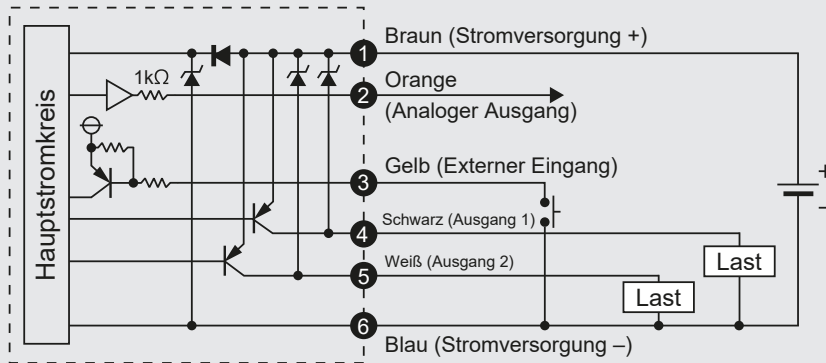 Hauptstromkreis
1kΩ
1 Braun (Stromversorgung +)
2 Orange
(Analoger Ausgang)
3 Gelb (Externer Eingang)
4 Schwarz (Ausgang 1)
5 Weiß (Ausgang 2)
6 Blau (Stromversorgung –)
Last
Last
+
–